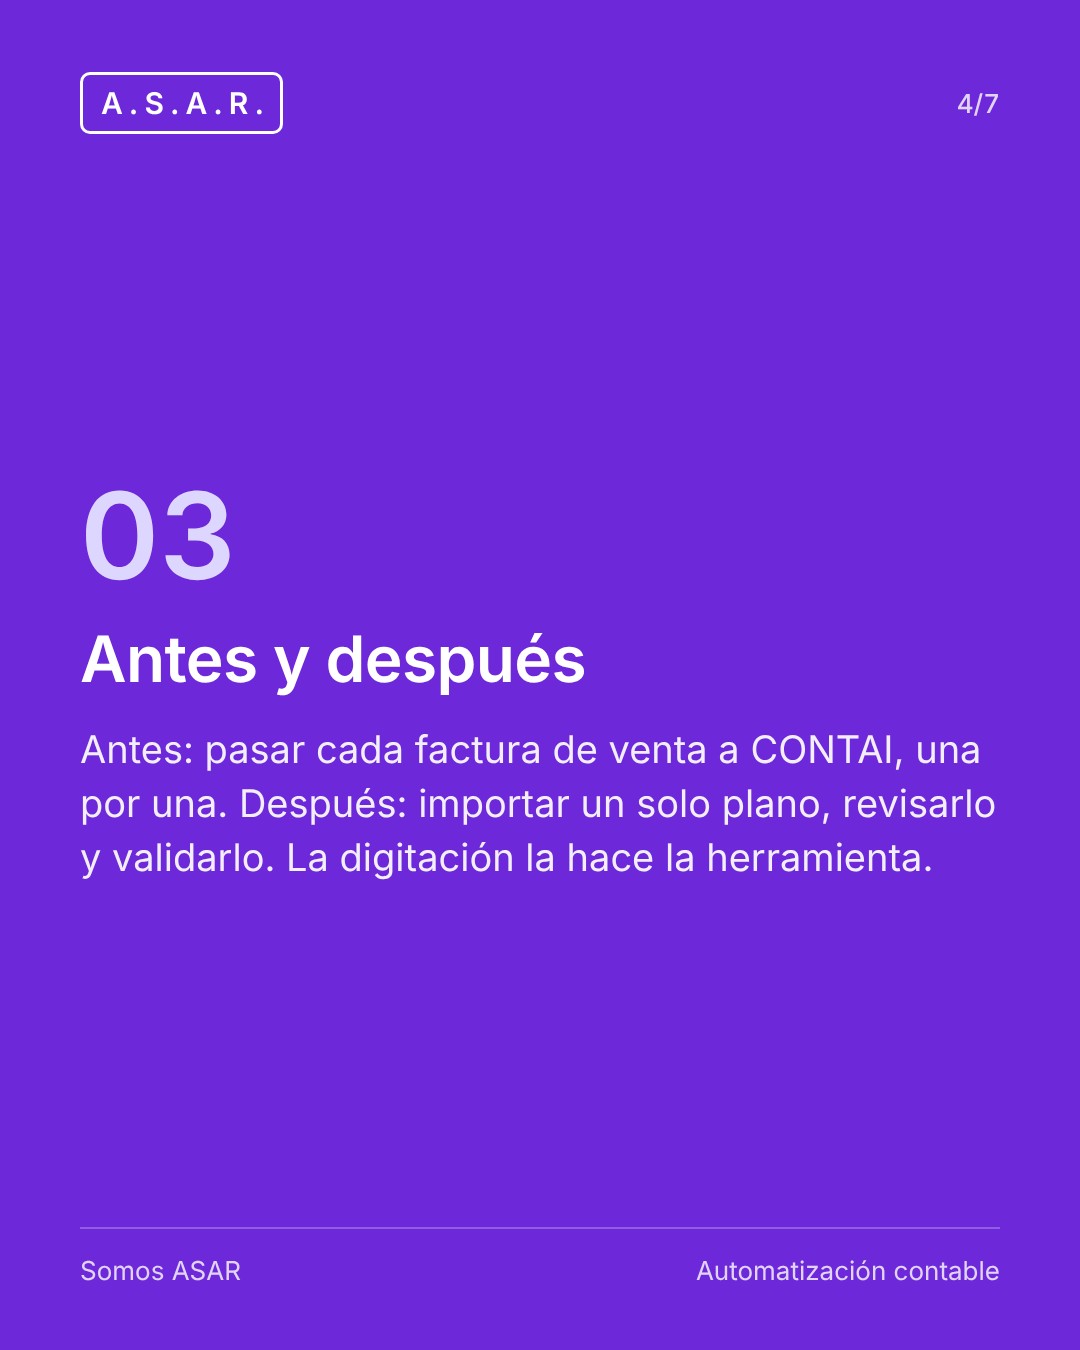 A.S.A.R.
4/7
03
Antes y después
Antes: pasar cada factura de venta a CONTAI, una
por una. Después: importar un solo plano, revisarlo
y validarlo. La digitación la hace la herramienta.
Somos ASAR
Automatización contable